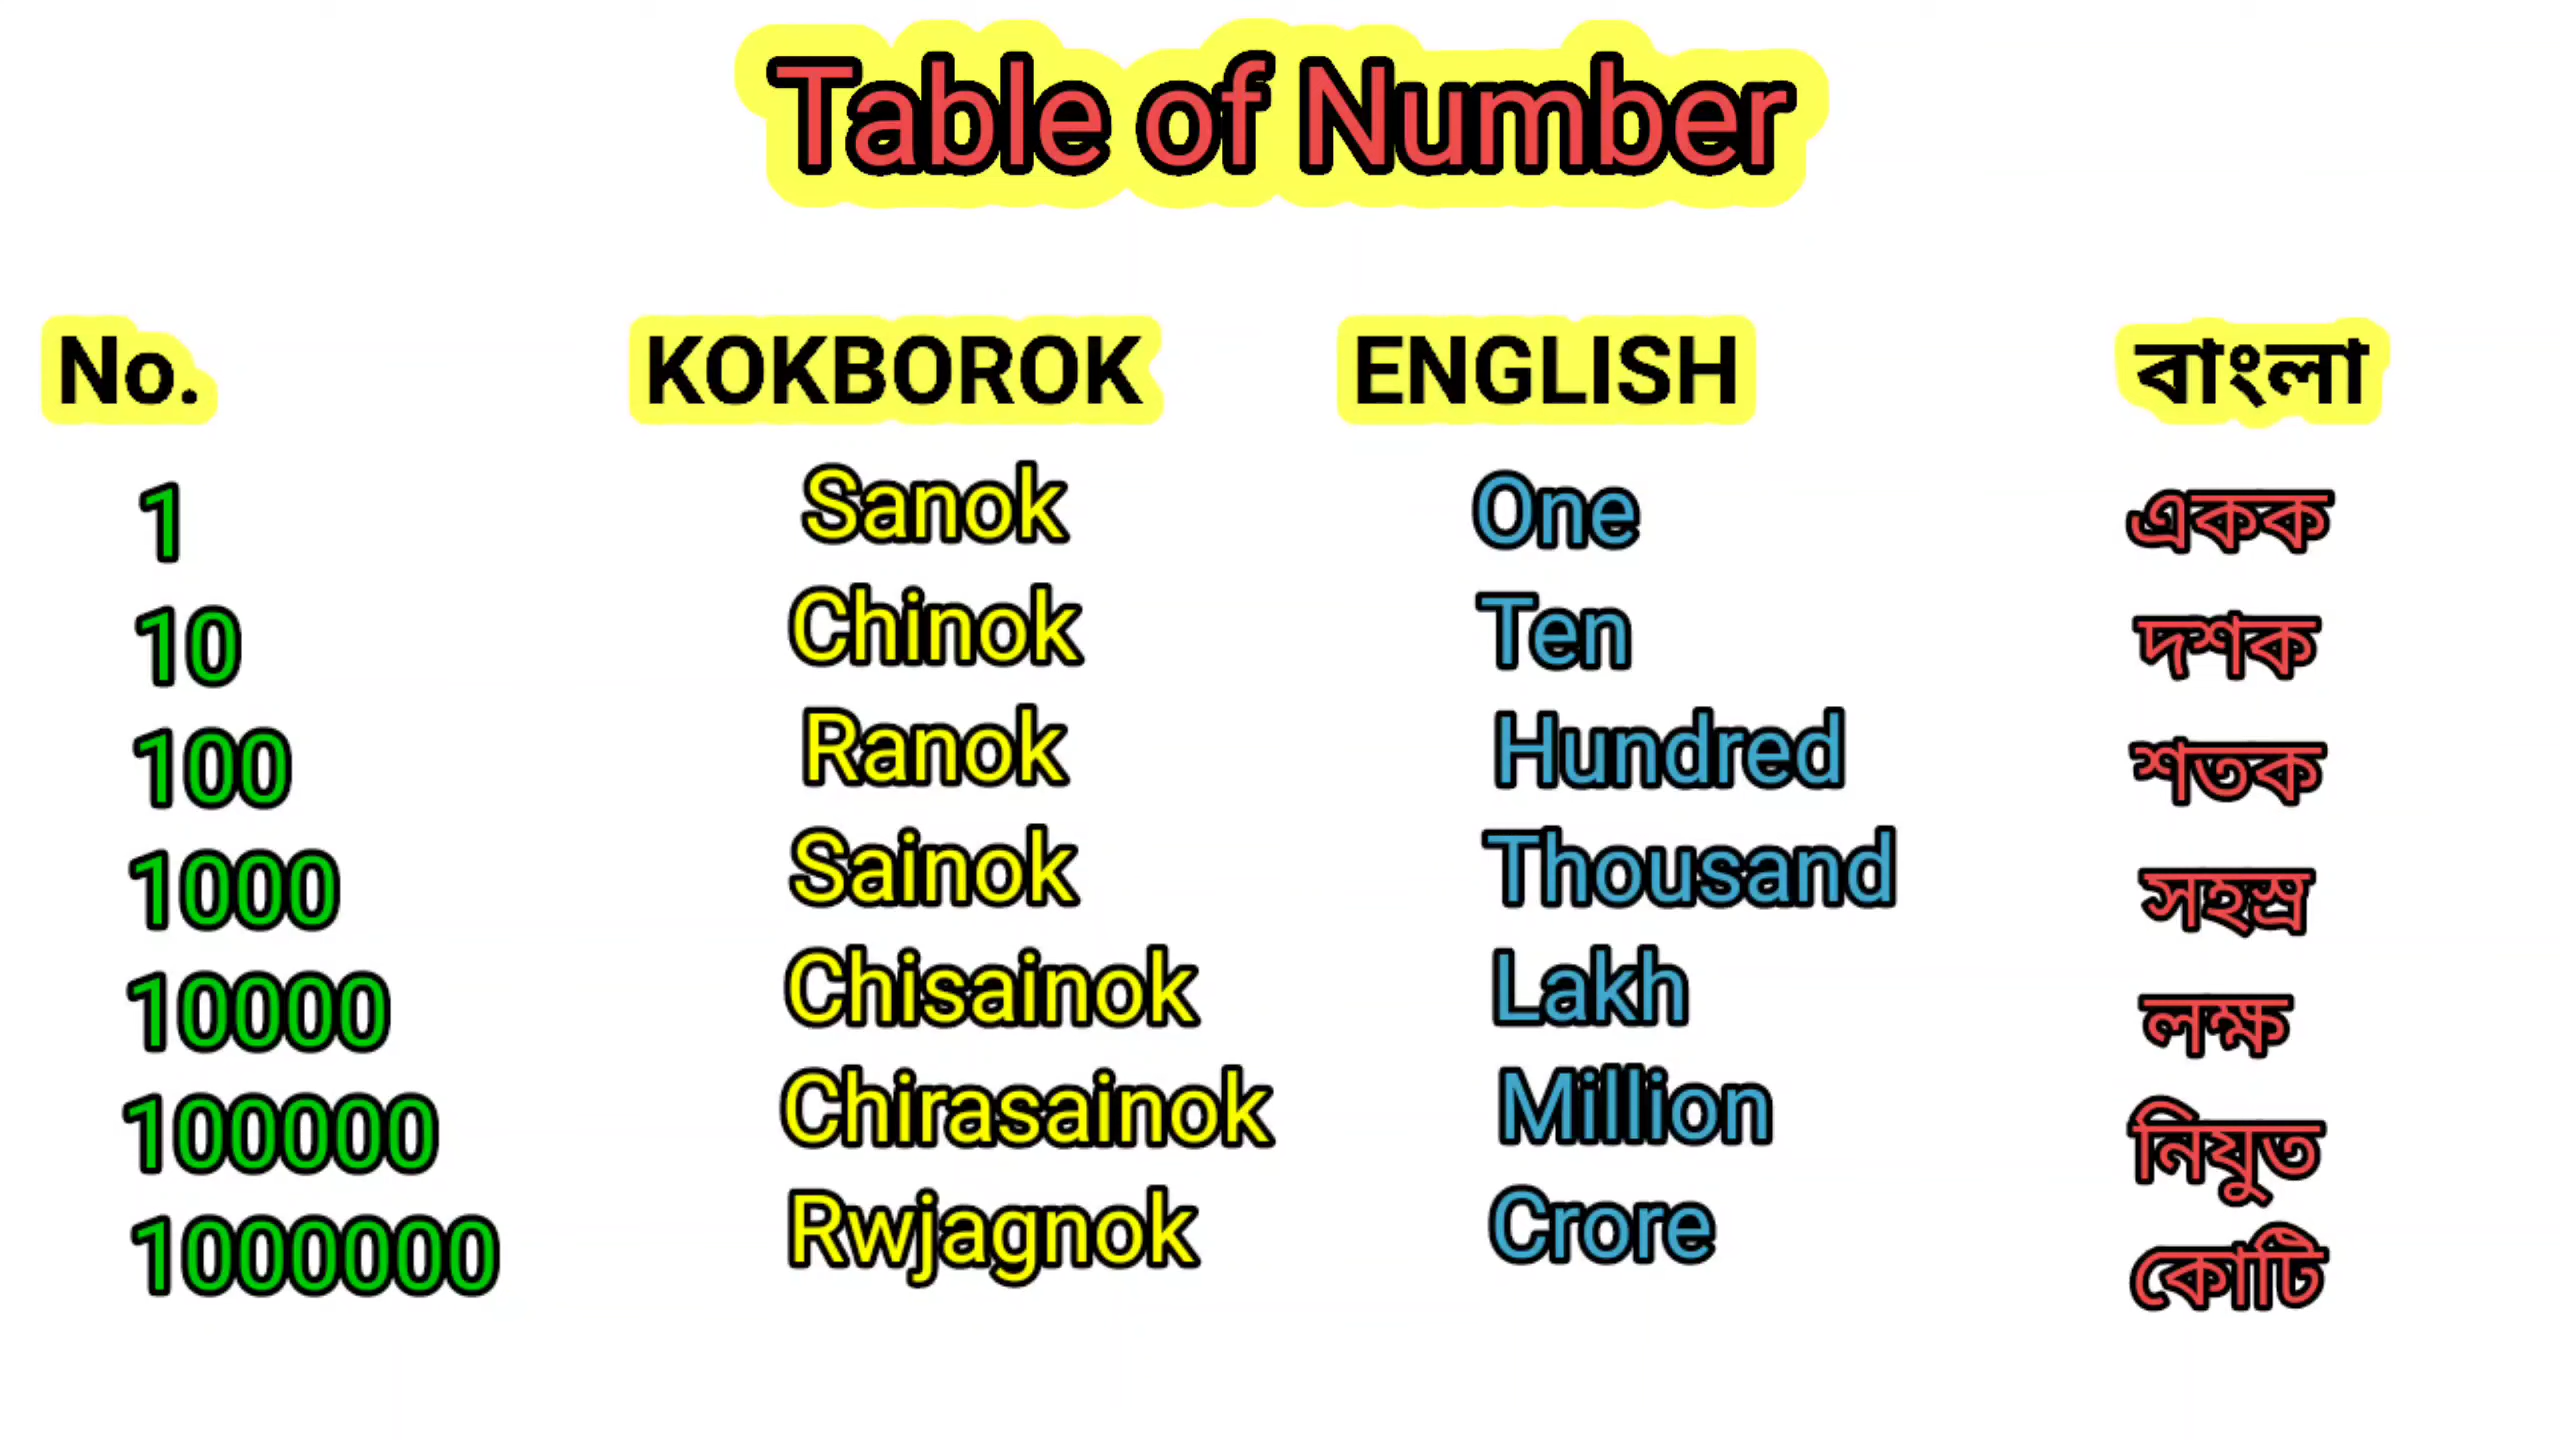 Table of Number
No. KOKBOROK ENGLISH বাংলা
1 Sanok One একক
10 Chinok Ten দশক
100 Ranok Hundred শতক
1000 Sainok Thousand সহস্র
10000 Chisainok Lakh লক্ষ
100000 Chirasainok Million নিযুত
1000000 Rwjagnok Crore কোটি